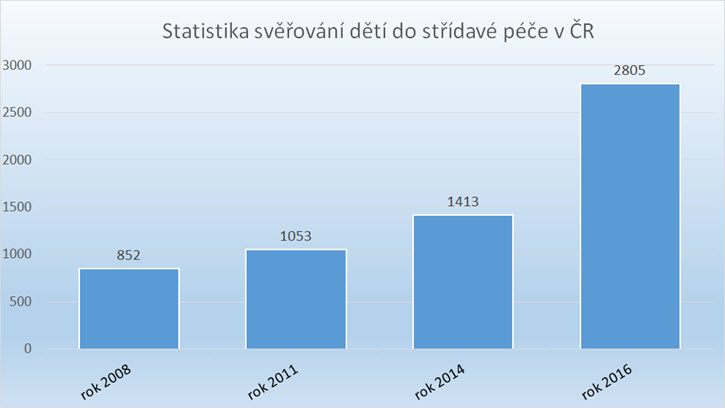 Statistika svěřování dětí do střídavé péče v ČR
3000
2500
2000
1500
1000
500
0
852
1053
1413
2805
rok 2008
rok 2011
rok 2014
rok 2016